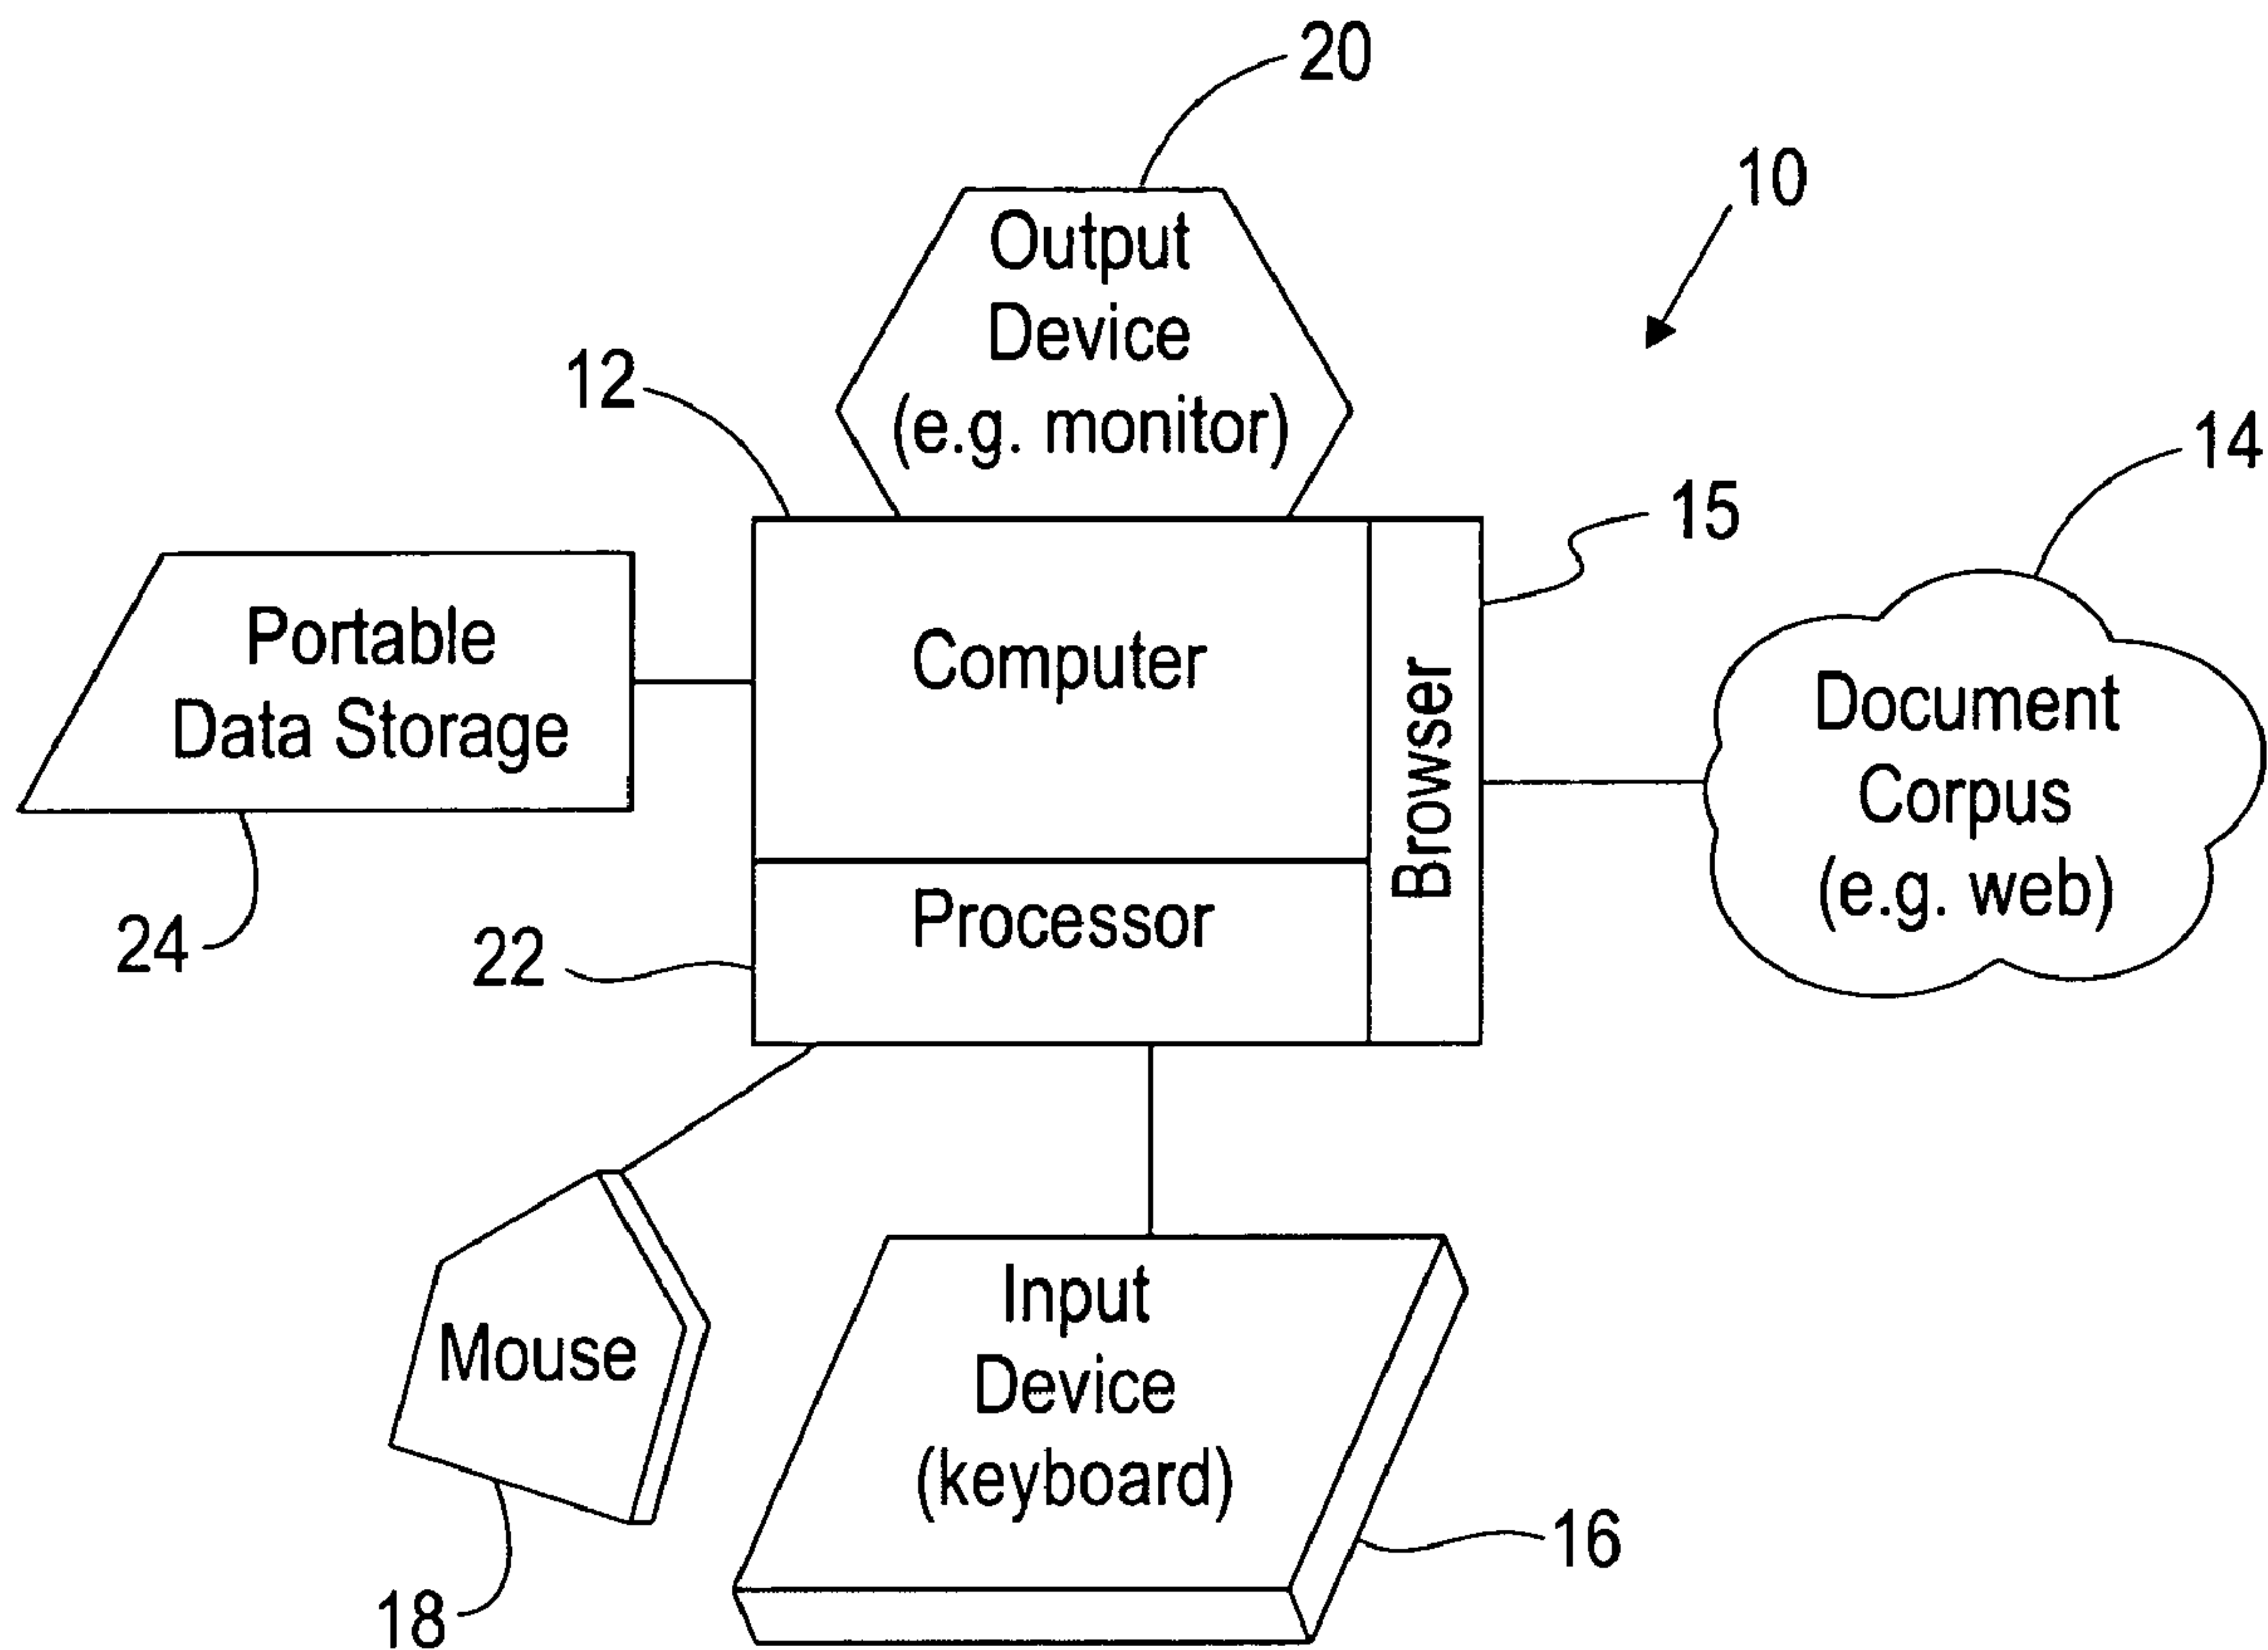 20
10
Output
Device
(e.g. monitor)
12
14
15
Portable
Data Storage
Computer
Browser
Document
Corpus
(e.g. web)
Processor
24
22
Mouse
Input
Device
(keyboard)
16
18